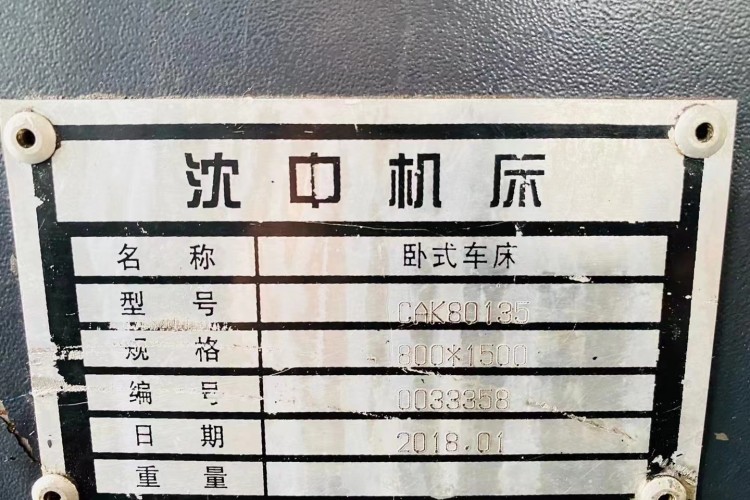 沈中机床
名称 卧式车床
型号 CAK80135
规格 800*1500
编号 0033358
日期 2018.01
重量